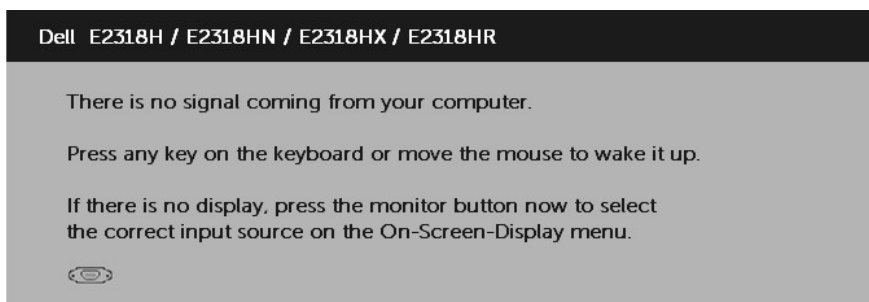 Dell E2318H / E2318HN / E2318HX / E2318HR
There is no signal coming from your computer.
Press any key on the keyboard or move the mouse to wake it up.
If there is no display, press the monitor button now to select
the correct input source on the On-Screen-Display menu.